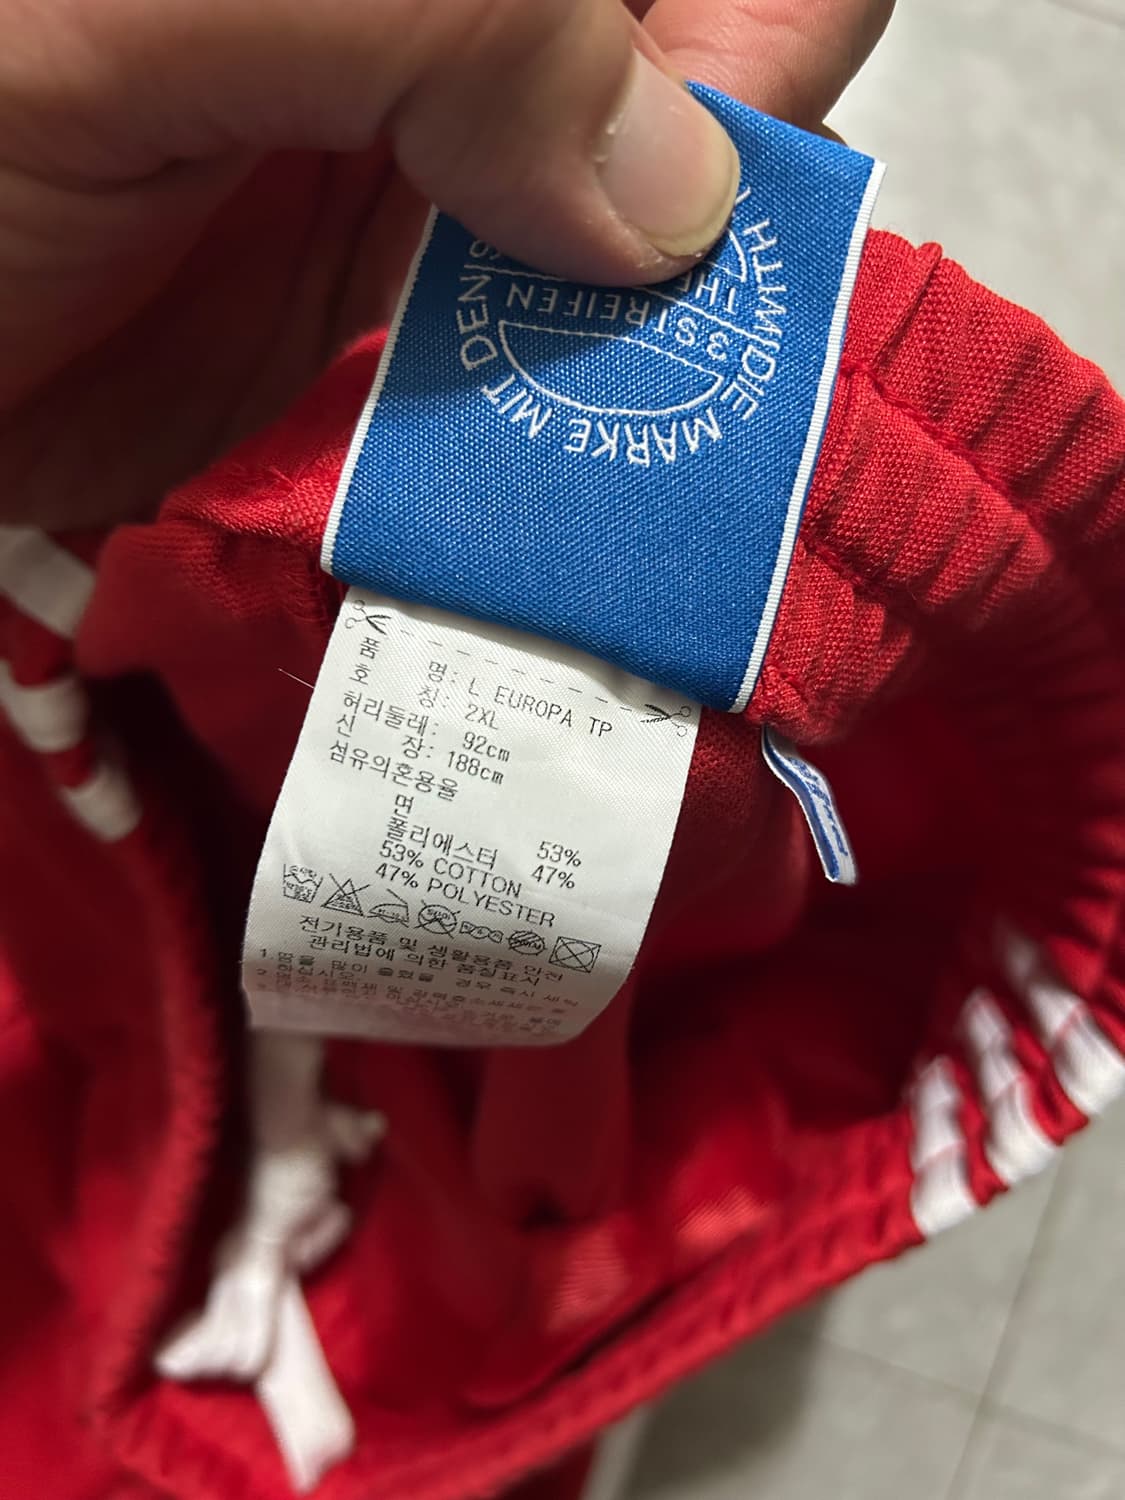 MARKE MIT DEN
3 STREIFEN
THE
WITH
품 명: L EUROPA TP
호 칭: 2XL
허리둘레: 92cm
신 장: 188cm
섬유의혼용율
면 53%
폴리에스터 47%
53% COTTON
47% POLYESTER
전기용품 및 생활용품 안전
관리법에 의한 품질표시